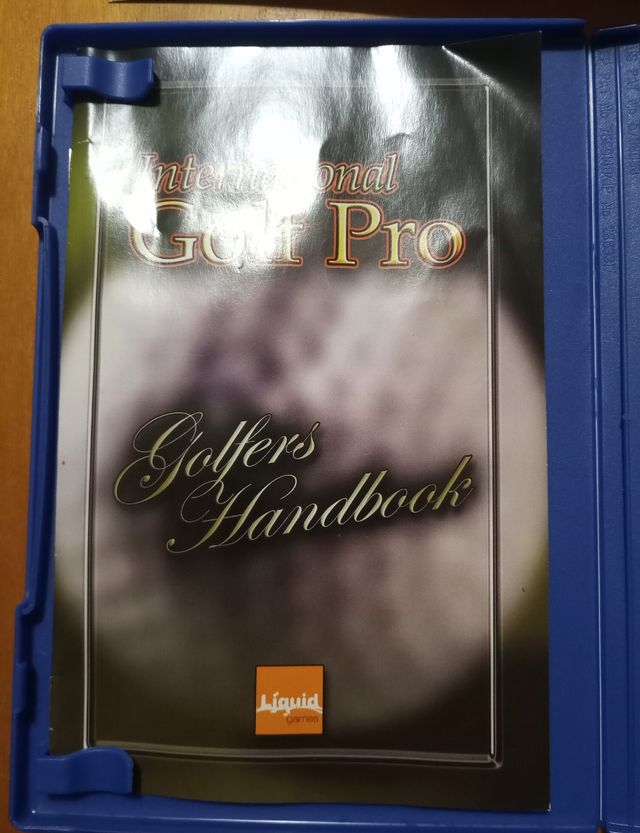 International
Golf Pro
Golfers
Handbook
Liquid
games